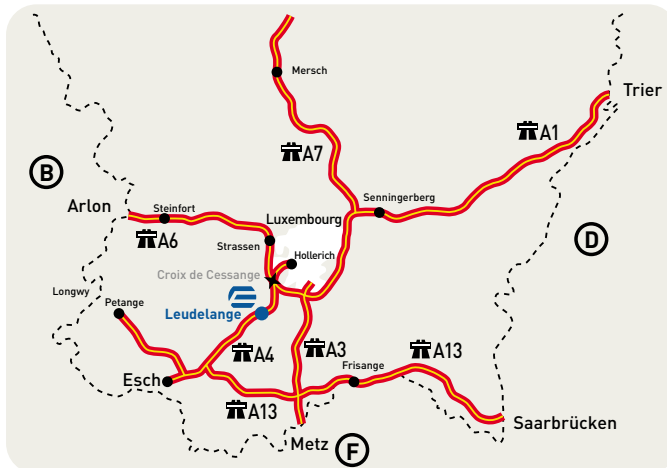 Mersch
Trier
A1
A7
B
Arlon
Steinfort
Senningerberg
Luxembourg
A6
Strassen
D
Hollerich
Croix de Cessange
Longwy
Petange
Leudelange
A4
A3
A13
Frisange
Esch
A13
Saarbrücken
Metz
F